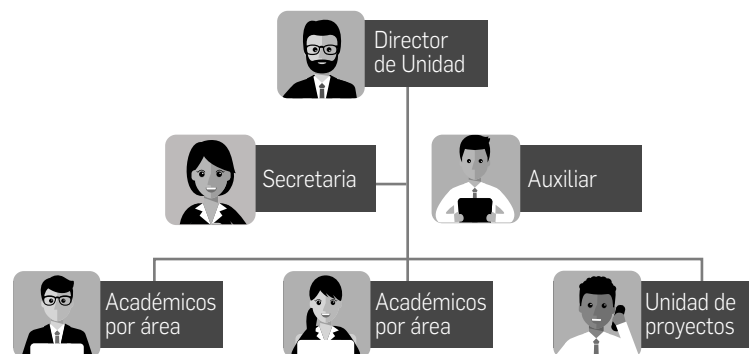 Director
de Unidad
Secretaria
Auxiliar
Académicos
por área
Académicos
por área
Unidad de
proyectos